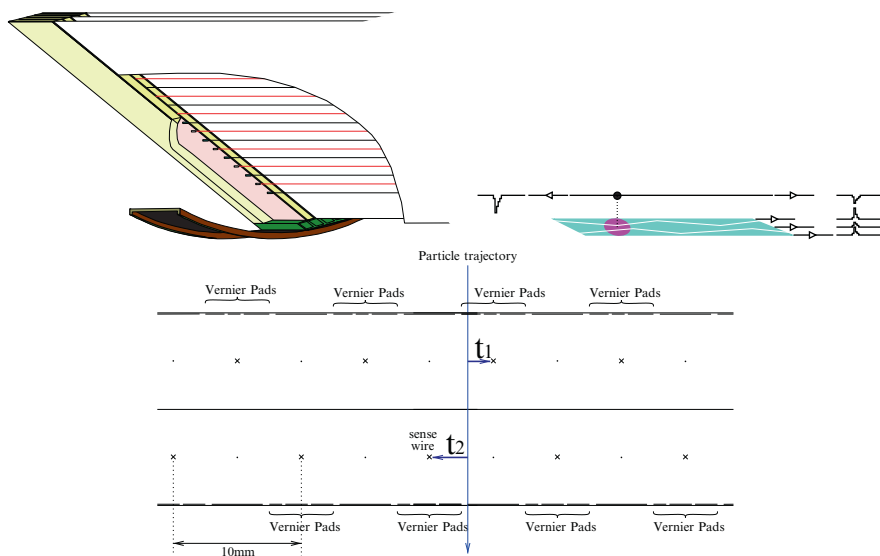 Particle trajectory
Vernier Pads Vernier Pads Vernier Pads Vernier Pads
t1
sense
wire
t2
Vernier Pads Vernier Pads Vernier Pads Vernier Pads
10mm